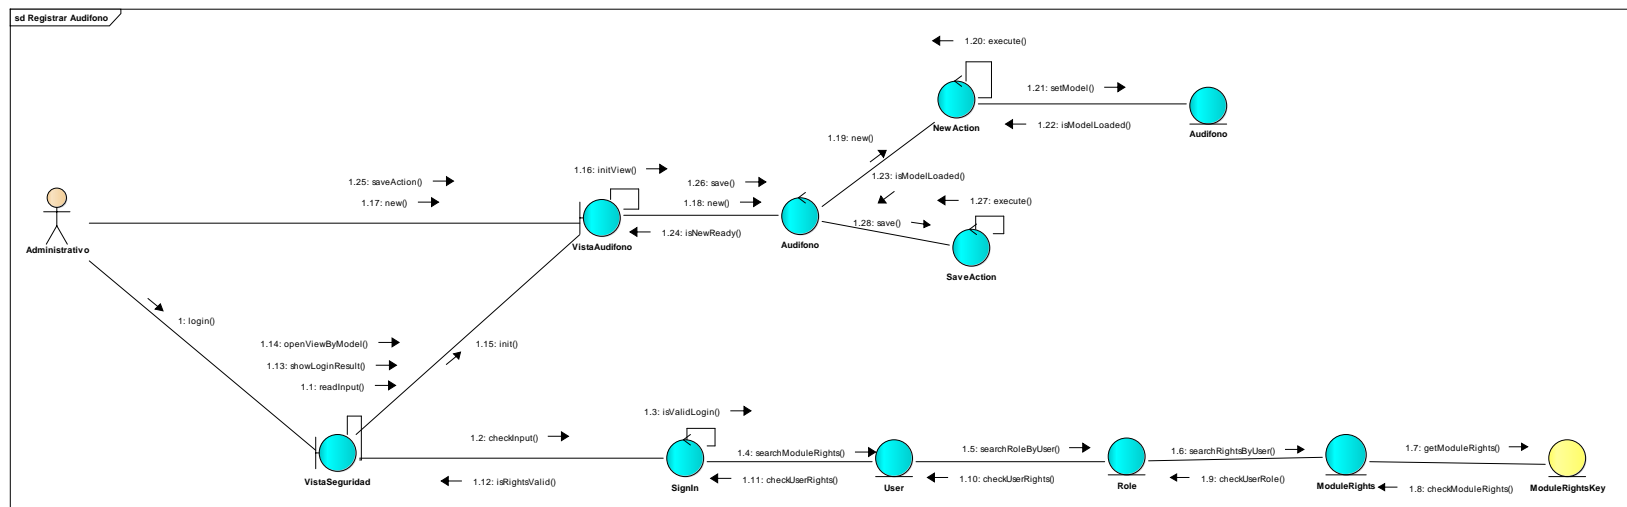 sd Registrar Audifono
1.20: execute()
1.21: setModel()
NewAction
1.22: isModelLoaded()
Audifono
1.19: new()
1.16: initView()
1.23: isModelLoaded()
1.25: saveAction()
1.26: save()
1.17: new()
1.18: new()
1.27: execute()
1.28: save()
1.24: isNewReady()
Administrativo
VistaAudifono
Audifono
SaveAction
1: login()
1.14: openViewByModel()
1.15: init()
1.13: showLoginResult()
1.1: readInput()
1.3: isValidLogin()
1.2: checkInput()
1.4: searchModuleRights()
1.5: searchRoleByUser()
1.6: searchRightsByUser()
1.7: getModuleRights()
1.12: isRightsValid()
1.11: checkUserRights()
1.10: checkUserRights()
1.9: checkUserRole()
1.8: checkModuleRights()
VistaSeguridad
SignIn
User
Role
ModuleRights
ModuleRightsKey